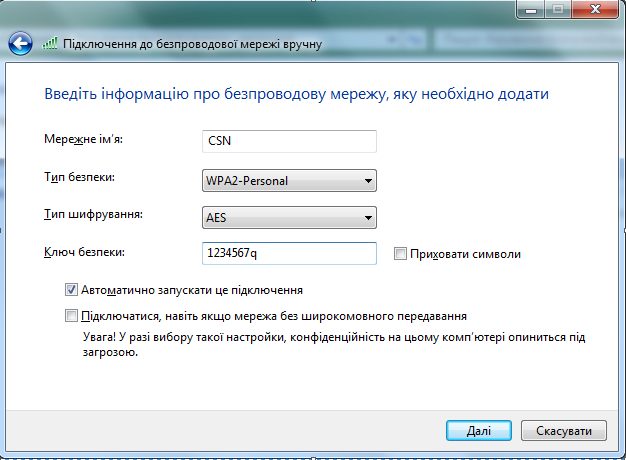 Підключення до безпроводової мережі вручну
Введіть інформацію про безпроводову мережу, яку необхідно додати
Мережне ім'я: CSN
Тип безпеки: WPA2-Personal
Тип шифрування: AES
Ключ безпеки: 1234567q Приховати символи
Автоматично запускати це підключення
Підключатися, навіть якщо мережа без широкомовного передавання
Увага! У разі вибору такої настройки, конфіденційність на цьому комп'ютері опиниться під
загрозою.
Далі Скасувати